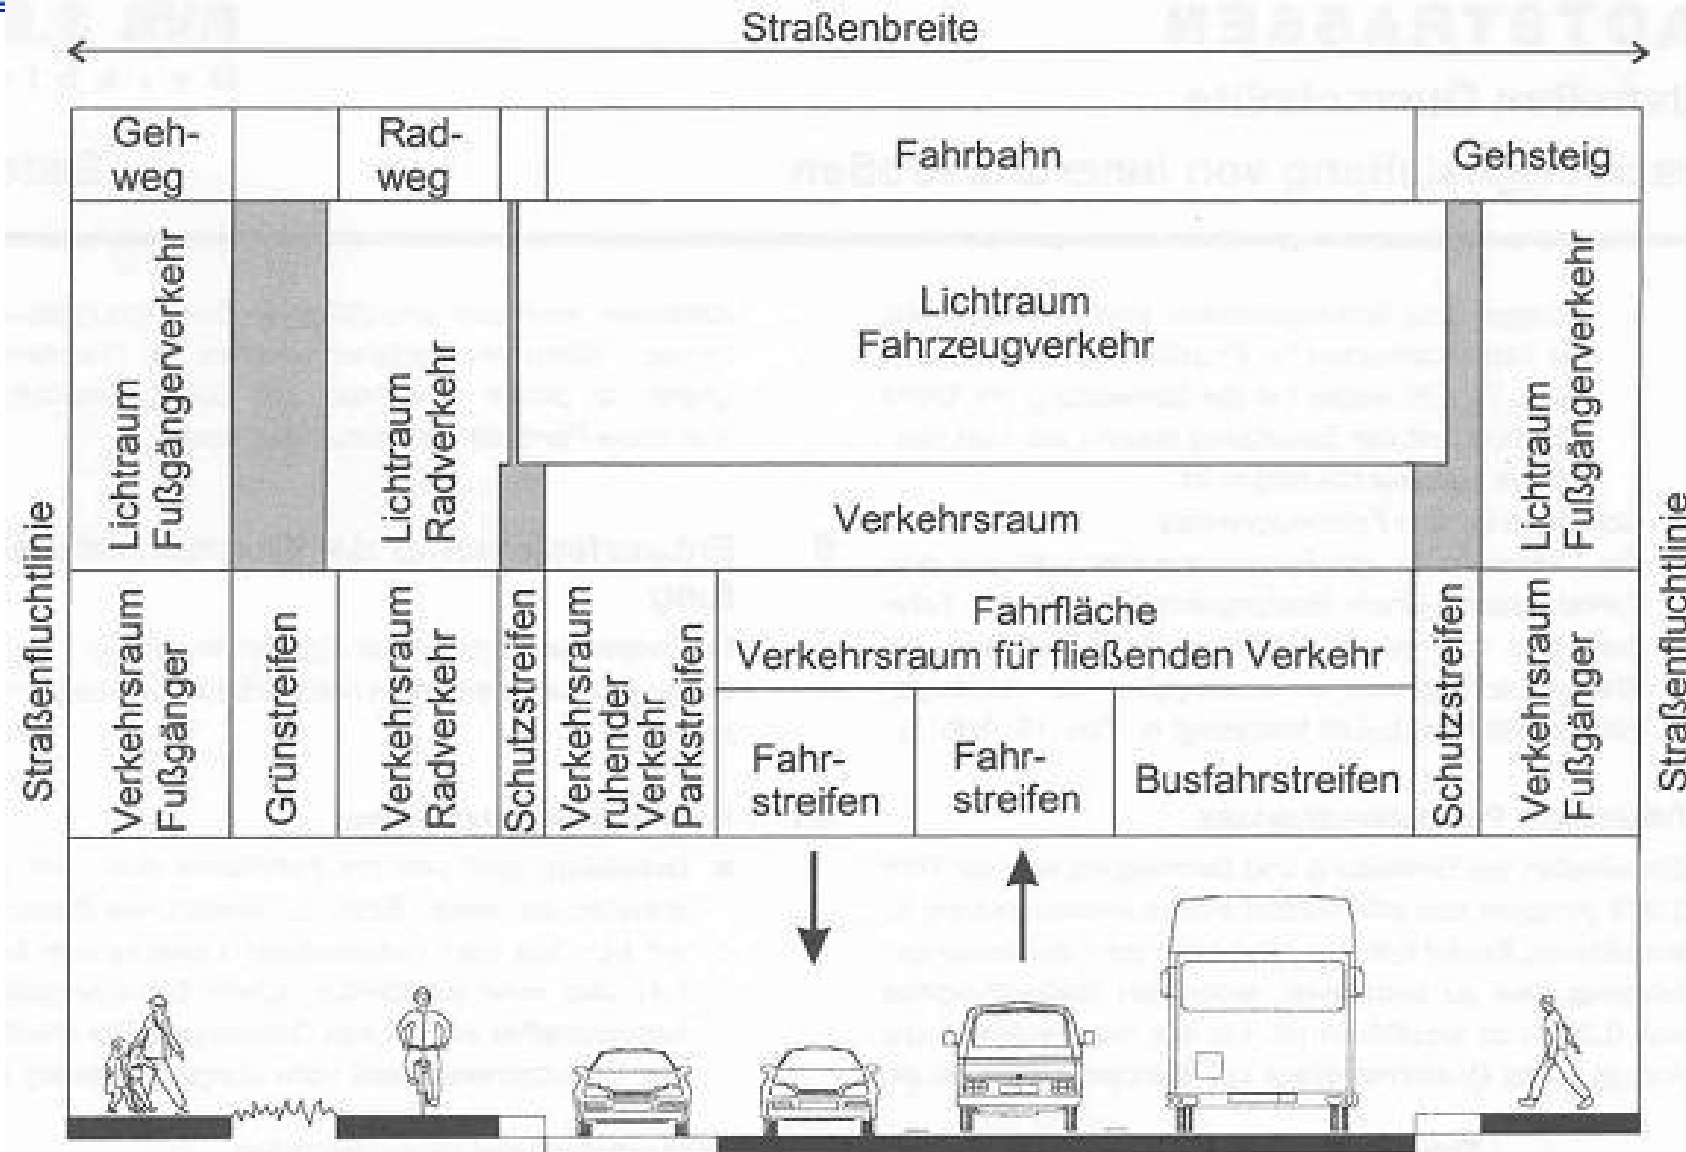 Straßenbreite
Geh-
weg
Rad-
weg
Fahrbahn
Gehsteig
Lichtraum
Fußgängerverkehr
Lichtraum
Radverkehr
Lichtraum
Fahrzeugverkehr
Lichtraum
Fußgängerverkehr
Verkehrsraum
Straßenfluchtlinie
Verkehrsraum
Fußgänger
Grünstreifen
Verkehrsraum
Radverkehr
Schutzstreifen
Verkehrsraum
ruhender
Verkehr
Parkstreifen
Fahrfläche
Verkehrsraum für fließenden Verkehr
Fahr-
streifen
Fahr-
streifen
Busfahrstreifen
Schutzstreifen
Verkehrsraum
Fußgänger
Straßenfluchtlinie